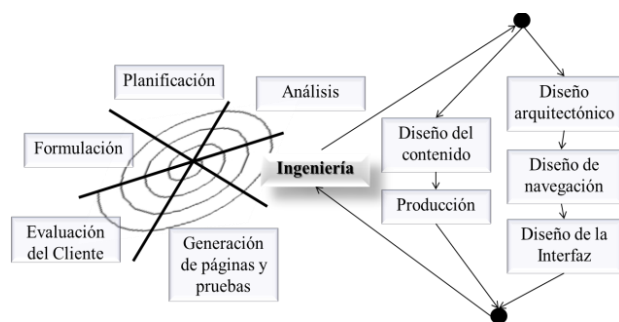 Planificación
Análisis
Formulación
Ingeniería
Evaluación
del Cliente
Generación
de páginas y
pruebas
Diseño del
contenido
Producción
Diseño
arquitectónico
Diseño de
navegación
Diseño de la
Interfaz